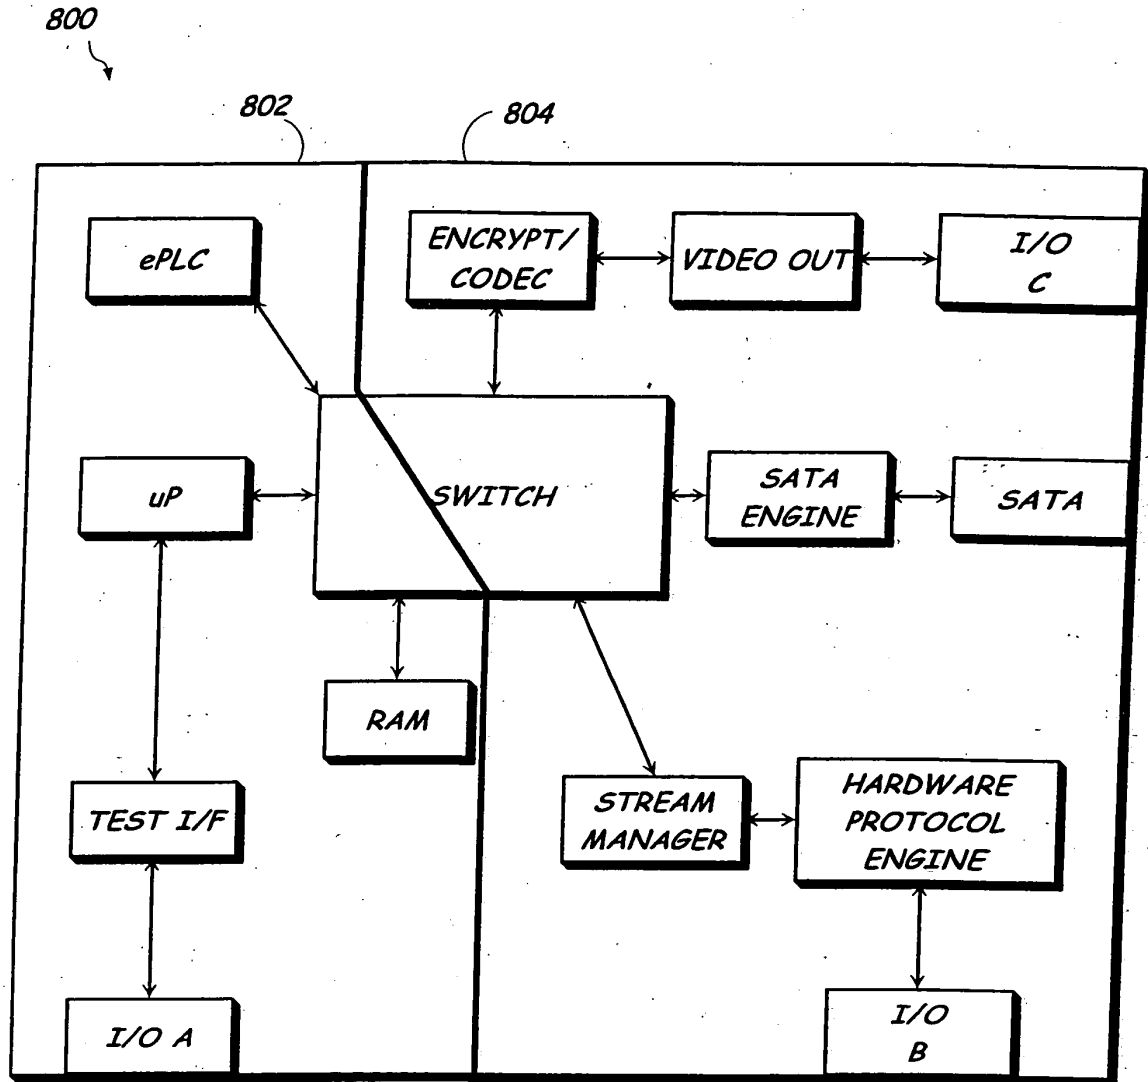 800
802
804
ePLC
ENCRYPT/
CODEC
VIDEO OUT
I/O
C
uP
SWITCH
SATA
ENGINE
SATA
RAM
TEST I/F
STREAM
MANAGER
HARDWARE
PROTOCOL
ENGINE
I/O A
I/O
B